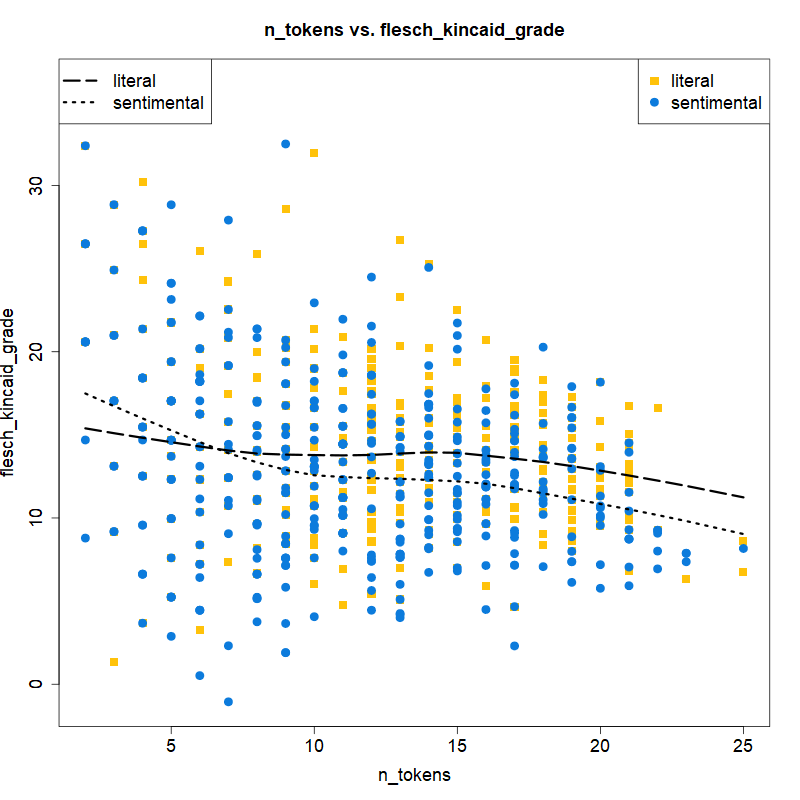 n_tokens vs. flesch_kincaid_grade
literal
sentimental
literal
sentimental
flesch_kincaid_grade
30
20
10
0
5
10
15
20
25
n_tokens